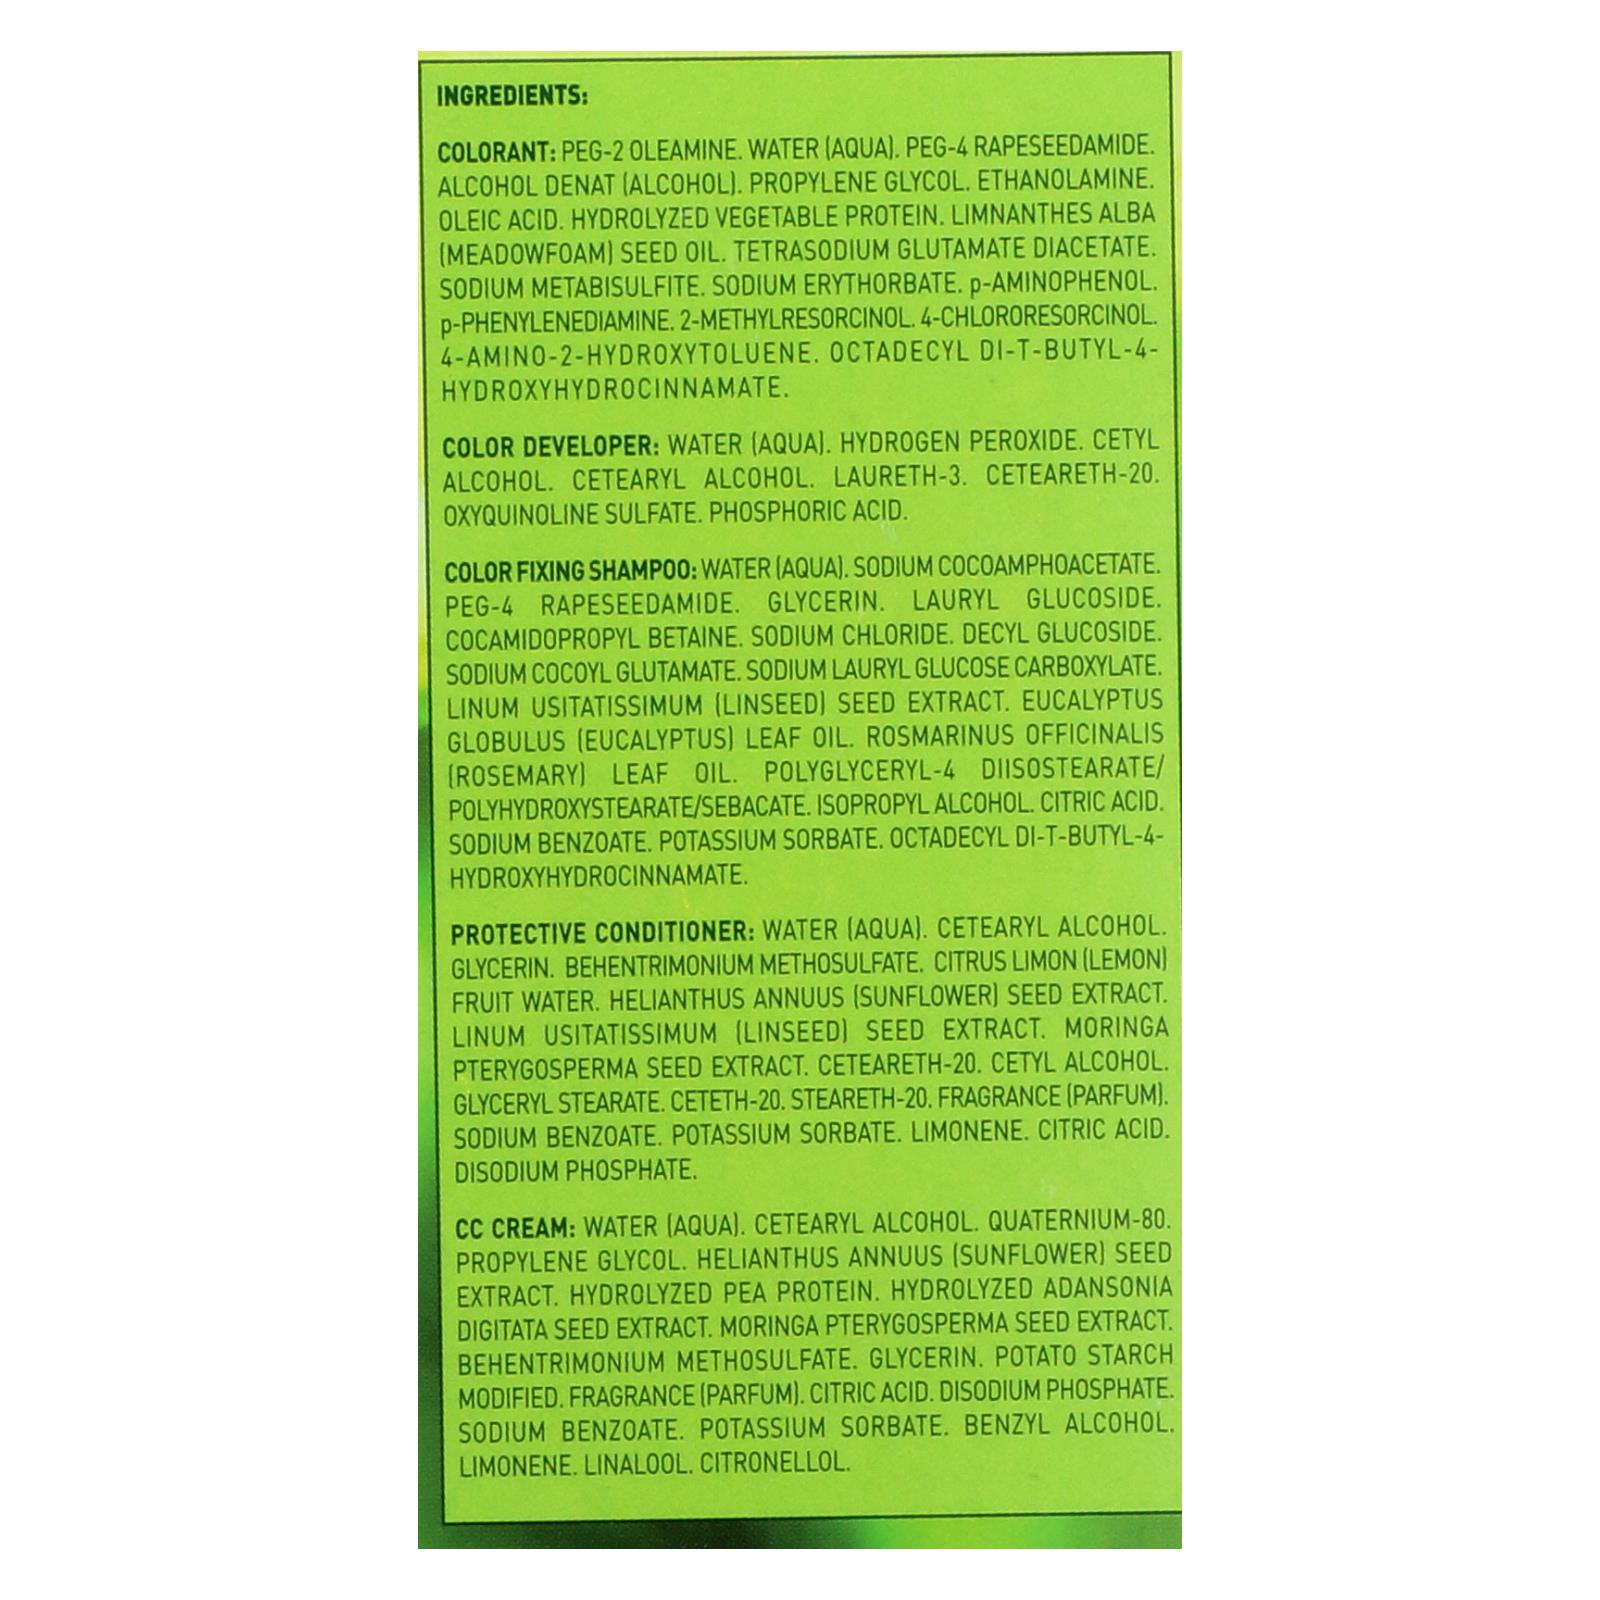 INGREDIENTS:
COLORANT: PEG-2 OLEAMINE. WATER (AQUA). PEG-4 RAPESEEDAMIDE.
ALCOHOL DENAT (ALCOHOL). PROPYLENE GLYCOL. ETHANOLAMINE.
OLEIC ACID. HYDROLYZED VEGETABLE PROTEIN. LIMNANTHES ALBA
(MEADOWFOAM) SEED OIL. TETRASODIUM GLUTAMATE DIACETATE.
SODIUM METABISULFITE. SODIUM ERYTHORBATE. p-AMINOPHENOL.
p-PHENYLENEDIAMINE. 2-METHYLRESORCINOL. 4-CHLORORESORCINOL.
4-AMINO-2-HYDROXYTOLUENE. OCTADECYL DI-T-BUTYL-4-
HYDROXYHYDROCINNAMATE.
COLOR DEVELOPER: WATER (AQUA). HYDROGEN PEROXIDE. CETYL
ALCOHOL. CETEARYL ALCOHOL. LAURETH-3. CETEARETH-20.
OXYQUINOLINE SULFATE. PHOSPHORIC ACID.
COLOR FIXING SHAMPOO: WATER (AQUA). SODIUM COCOAMPHOACETATE.
PEG-4 RAPESEEDAMIDE. GLYCERIN. LAURYL GLUCOSIDE.
COCAMIDOPROPYL BETAINE. SODIUM CHLORIDE. DECYL GLUCOSIDE.
SODIUM COCOYL GLUTAMATE. SODIUM LAURYL GLUCOSE CARBOXYLATE.
LINUM USITATISSIMUM (LINSEED) SEED EXTRACT. EUCALYPTUS
GLOBULUS (EUCALYPTUS) LEAF OIL. ROSMARINUS OFFICINALIS
(ROSEMARY) LEAF OIL. POLYGLYCERYL-4 DIISOSTEARATE/
POLYHYDROXYSTEARATE/SEBACATE. ISOPROPYL ALCOHOL. CITRIC ACID.
SODIUM BENZOATE. POTASSIUM SORBATE. OCTADECYL DI-T-BUTYL-4-
HYDROXYHYDROCINNAMATE.
PROTECTIVE CONDITIONER: WATER (AQUA). CETEARYL ALCOHOL.
GLYCERIN. BEHENTRIMONIUM METHOSULFATE. CITRUS LIMON (LEMON)
FRUIT WATER. HELIANTHUS ANNUUS (SUNFLOWER) SEED EXTRACT.
LINUM USITATISSIMUM (LINSEED) SEED EXTRACT. MORINGA
PTERYGOSPERMA SEED EXTRACT. CETEARETH-20. CETYL ALCOHOL.
GLYCERYL STEARATE. CETETH-20. STEARETH-20. FRAGRANCE (PARFUM).
SODIUM BENZOATE. POTASSIUM SORBATE. LIMONENE. CITRIC ACID.
DISODIUM PHOSPHATE.
CC CREAM: WATER (AQUA). CETEARYL ALCOHOL. QUATERNIUM-80.
PROPYLENE GLYCOL. HELIANTHUS ANNUUS (SUNFLOWER) SEED
EXTRACT. HYDROLYZED PEA PROTEIN. HYDROLYZED ADANSONIA
DIGITATA SEED EXTRACT. MORINGA PTERYGOSPERMA SEED EXTRACT.
BEHENTRIMONIUM METHOSULFATE. GLYCERIN. POTATO STARCH
MODIFIED. FRAGRANCE (PARFUM). CITRIC ACID. DISODIUM PHOSPHATE.
SODIUM BENZOATE. POTASSIUM SORBATE. BENZYL ALCOHOL.
LIMONENE. LINALOOL. CITRONELLOL.